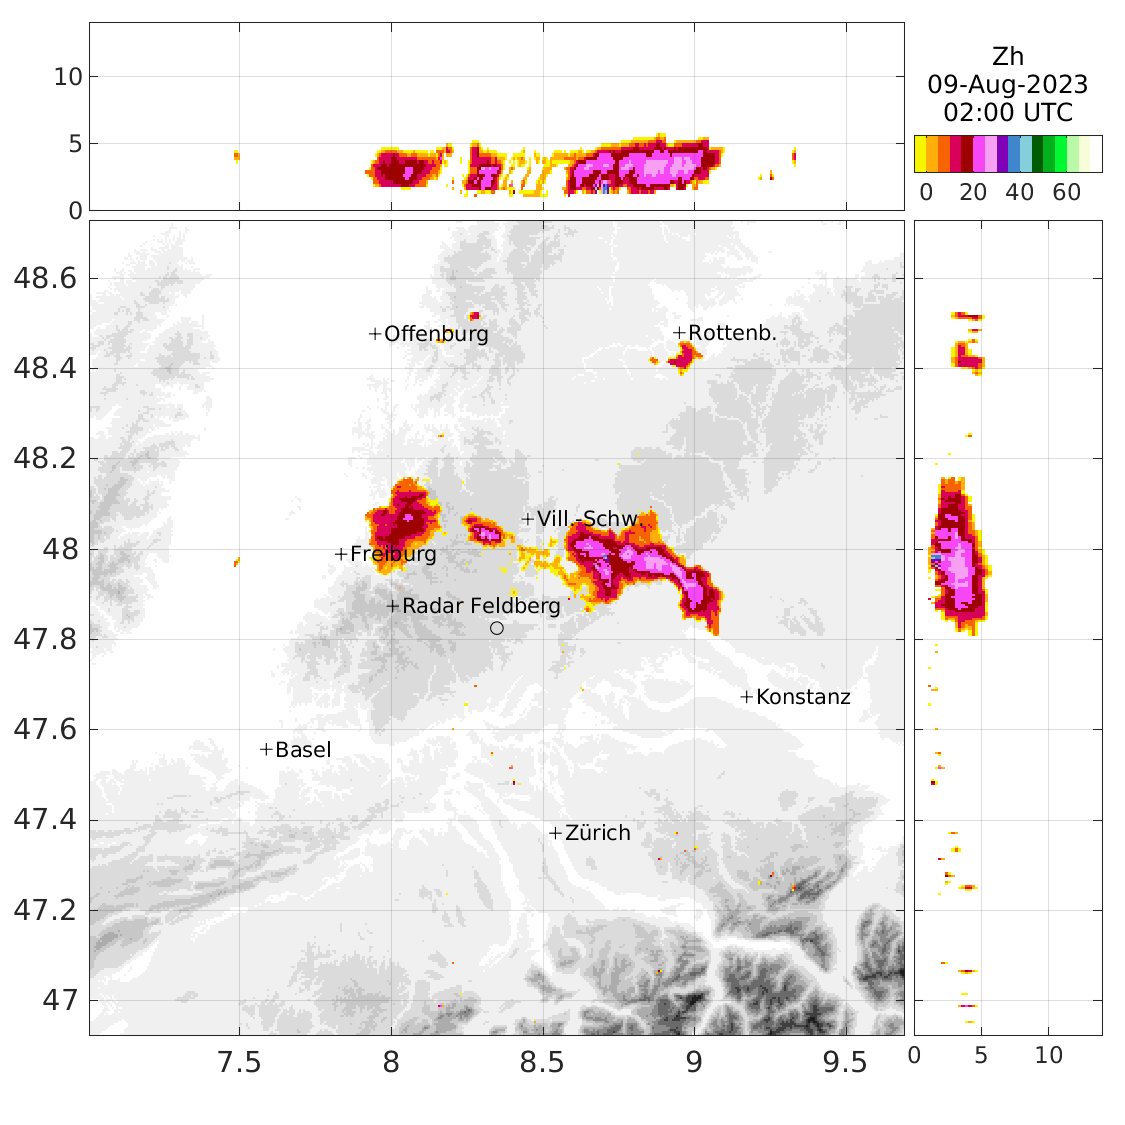 10
5
0
Zh
09-Aug-2023
02:00 UTC
0 20 40 60
48.6
48.4
48.2
48
47.8
47.6
47.4
47.2
47
Offenburg
Rottenb.
Vill.-Schw.
Freiburg
Radar Feldberg
Konstanz
Basel
Zürich
7.5 8 8.5 9 9.5
0 5 10